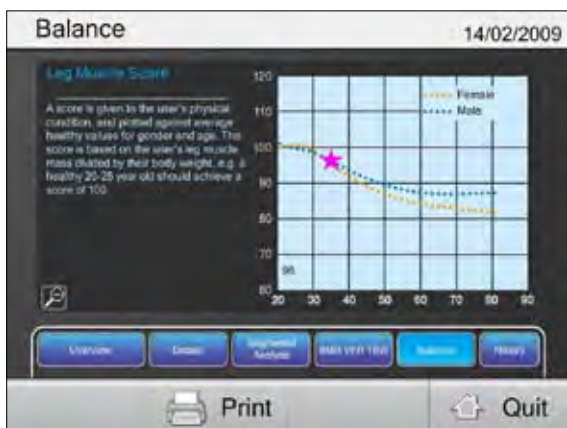 Balance
14/02/2009
Leg Muscle Score
A score is given to the user's physical
condition, and plotted against average
healthy values for gender and age. This
score is based on the user's leg muscle
mass divided by their body weight, e.g. a
healthy 20-25 year old should achieve a
score of 100.
120
110
100
90
80
70
60
Female
Male
96
20 30 40 50 60 70 80 90
Overview
Details
Segmental
Analysis
BMR VFR TBW
Balance
History
Print
Quit